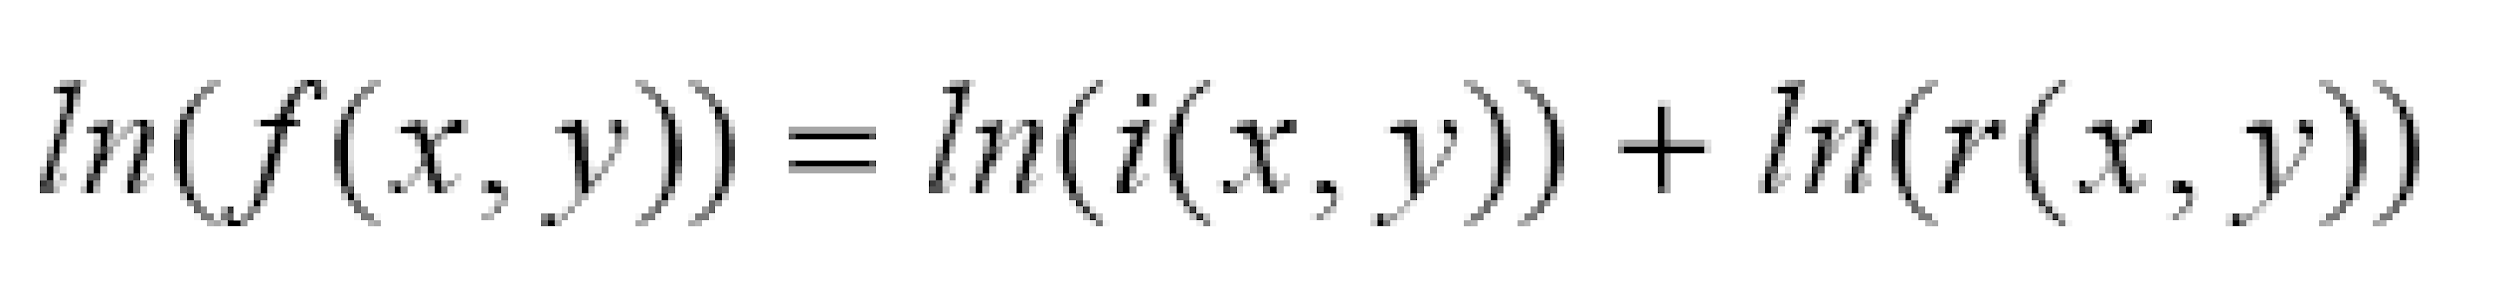 ln(f(x, y)) = ln(i(x, y)) + ln(r(x, y))